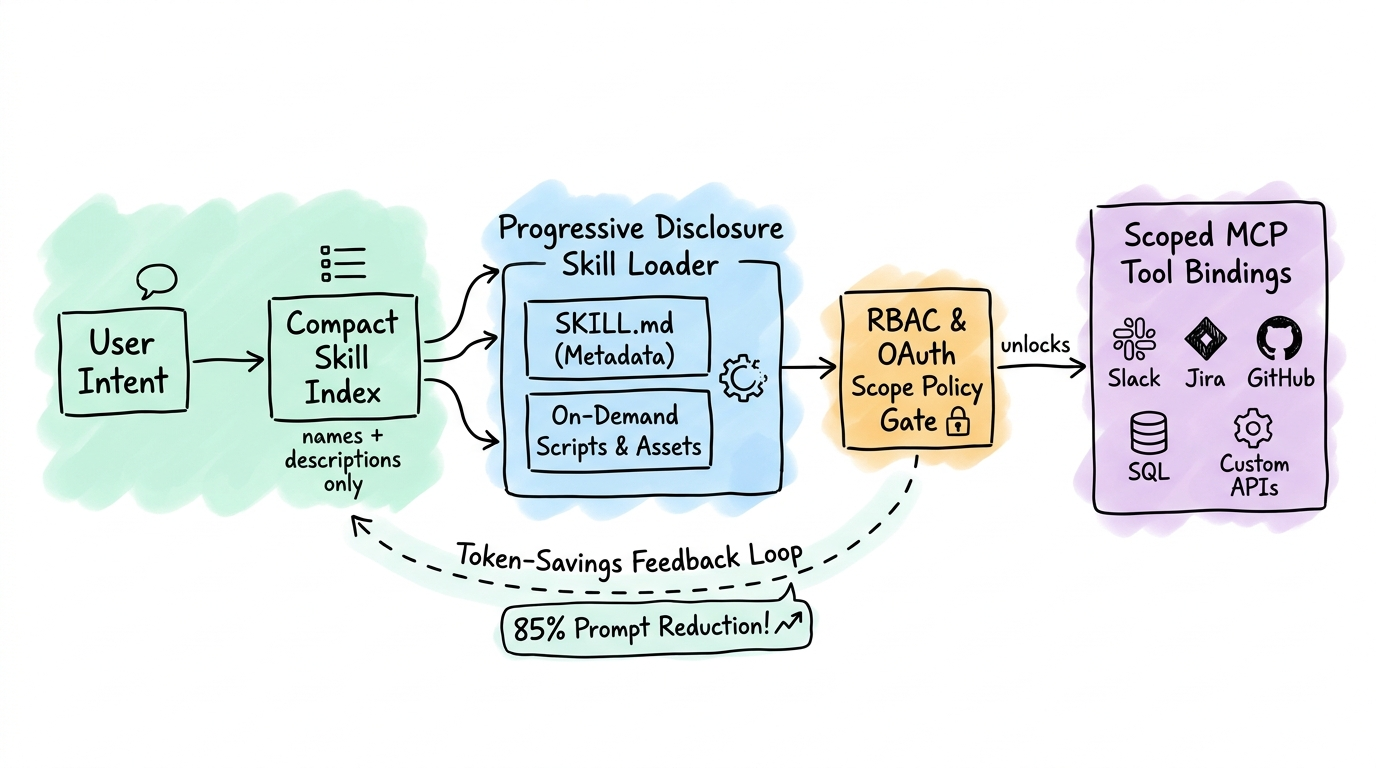 User
Intent
Compact
Skill
Index
names +
descriptions
only
Progressive Disclosure
Skill Loader
SKILL.md
(Metadata)
On-Demand
Scripts & Assets
RBAC &
OAuth
Scope Policy
Gate
unlocks
Scoped MCP
Tool Bindings
Slack
Jira
GitHub
SQL
Custom
APIs
Token-Savings Feedback Loop
85% Prompt Reduction!